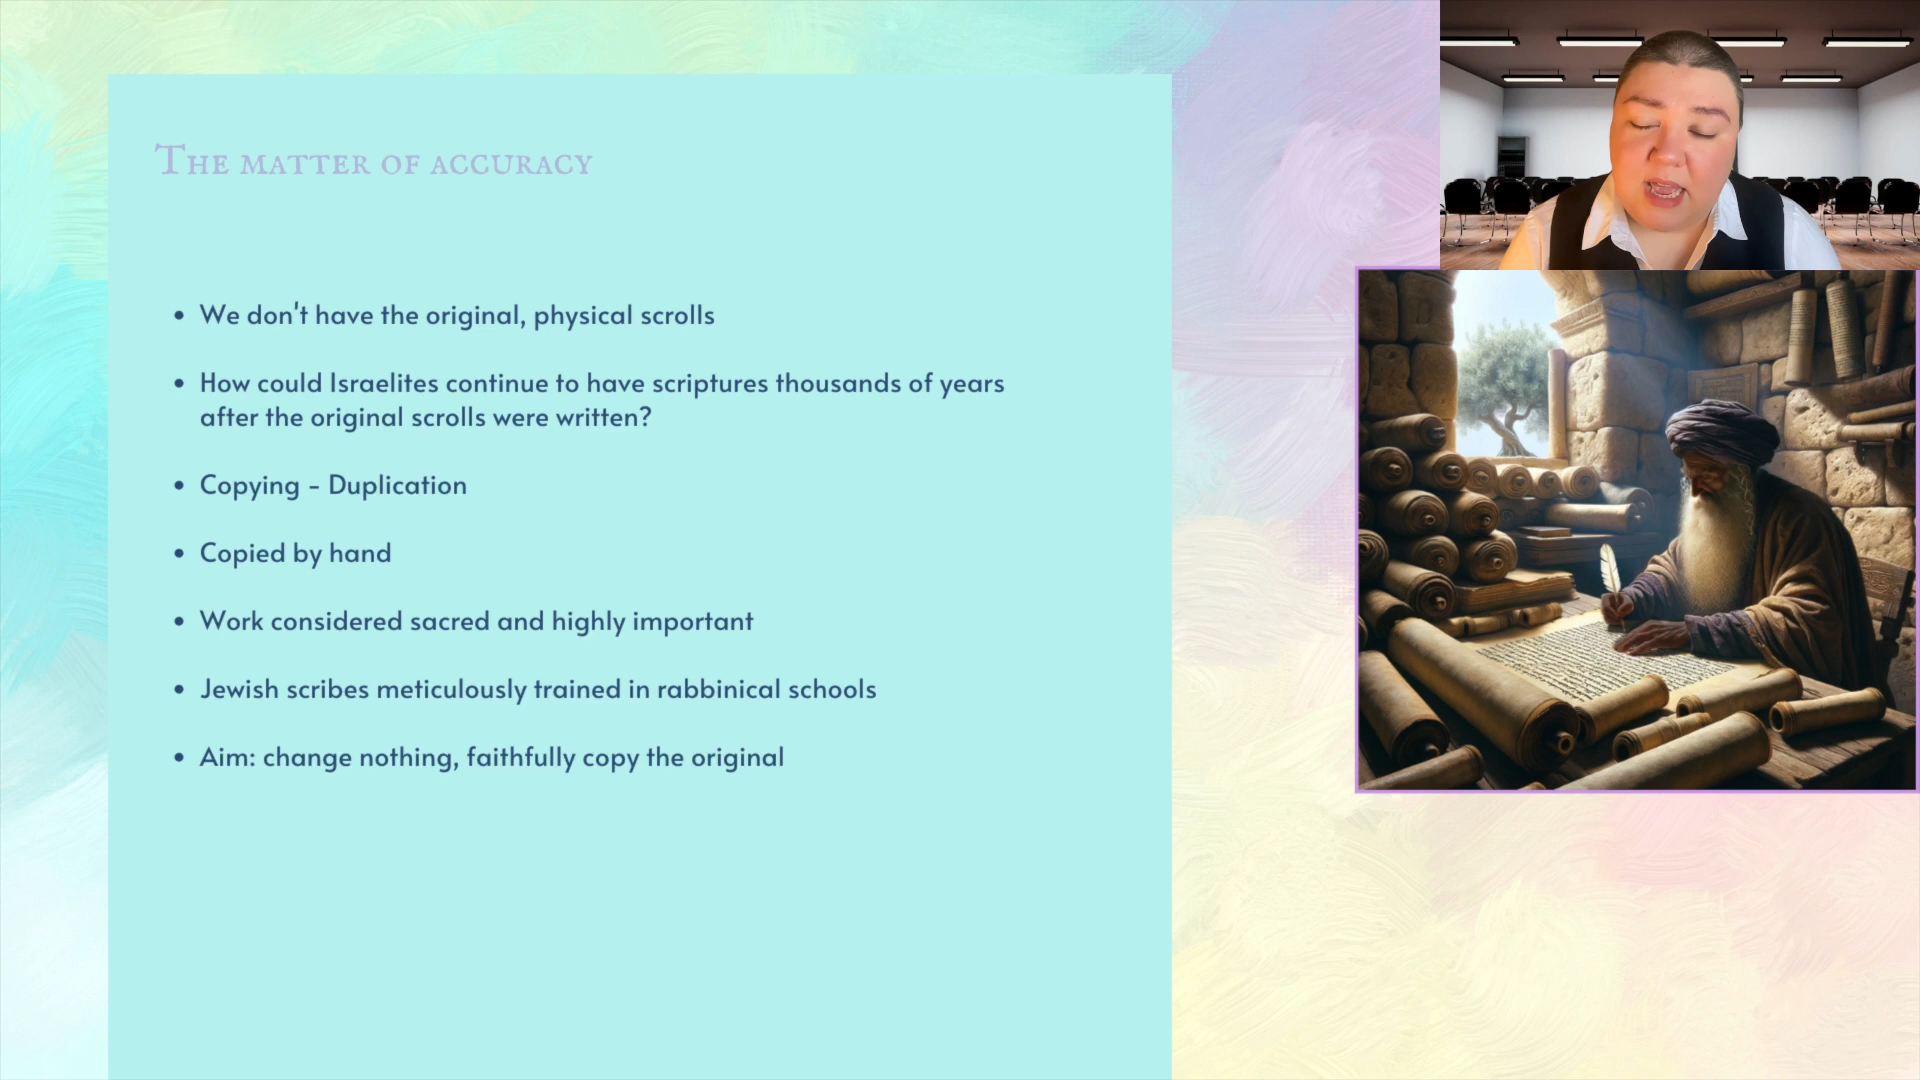 The matter of accuracy
• We don't have the original, physical scrolls
• How could Israelites continue to have scriptures thousands of years
after the original scrolls were written?
• Copying - Duplication
• Copied by hand
• Work considered sacred and highly important
• Jewish scribes meticulously trained in rabbinical schools
• Aim: change nothing, faithfully copy the original